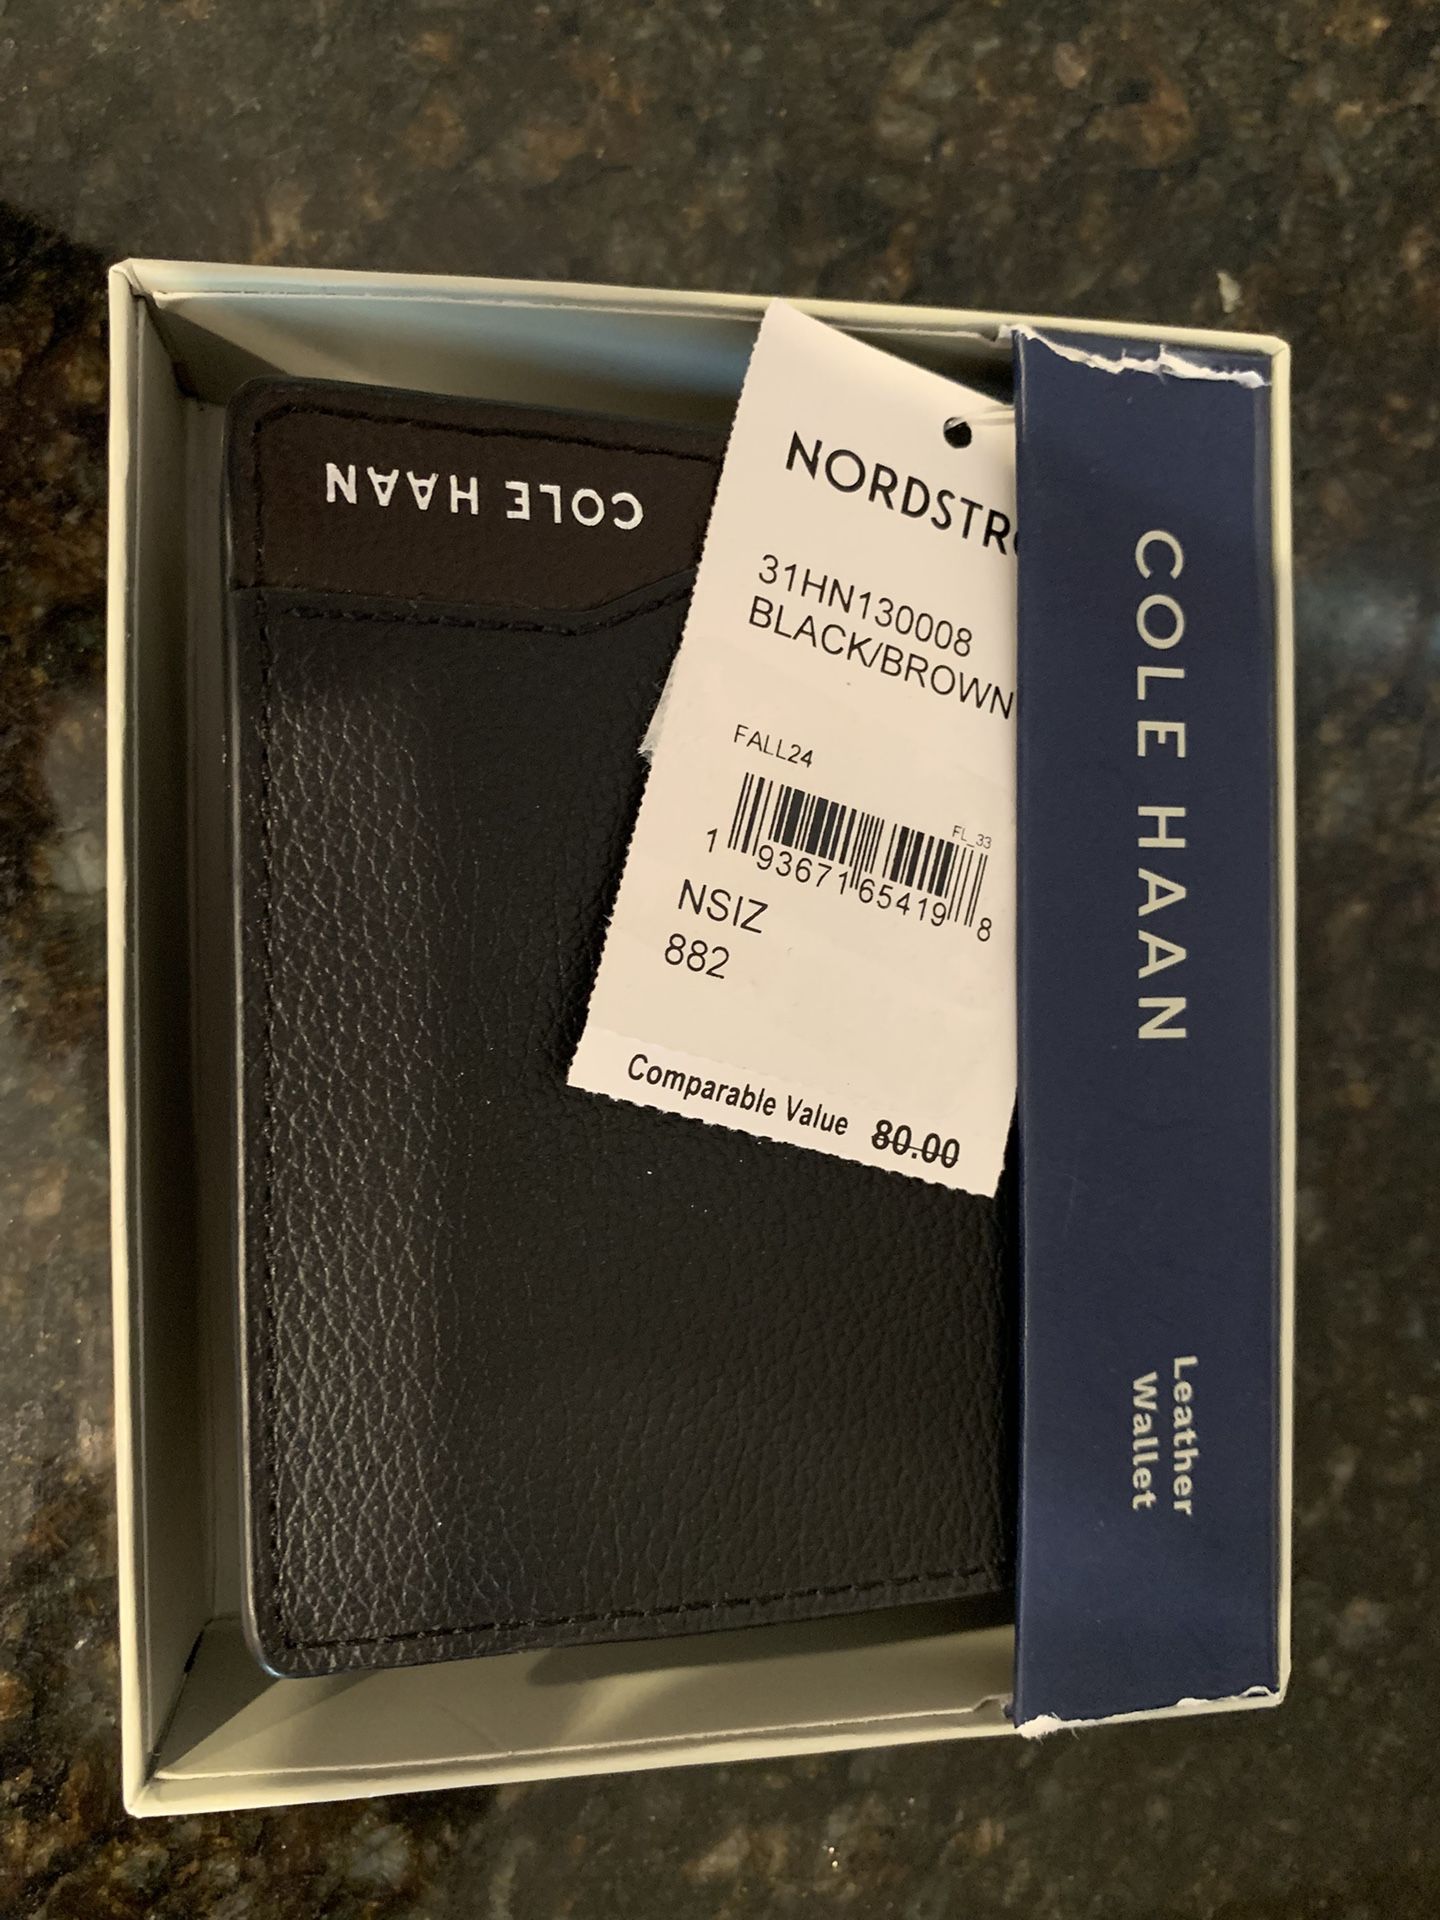 COLE HAAN
NORDSTR
31HN130008
BLACK/BROWN
FALL24
FL_33
1 93671 65419 8
NSIZ
882
Comparable Value 80.00
COLE HAAN
Leather
Wallet